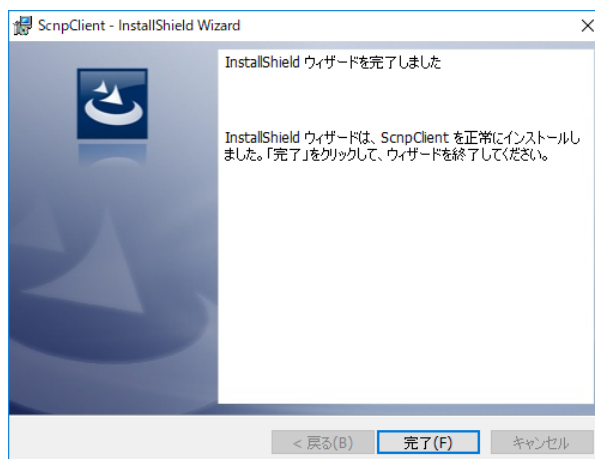 ScnpClient - InstallShield Wizard
InstallShield ウィザードを完了しました
InstallShield ウィザードは、ScnpClient を正常にインストールし
ました。「完了」をクリックして、ウィザードを終了してください。
< 戻る(B) 完了(F) キャンセル